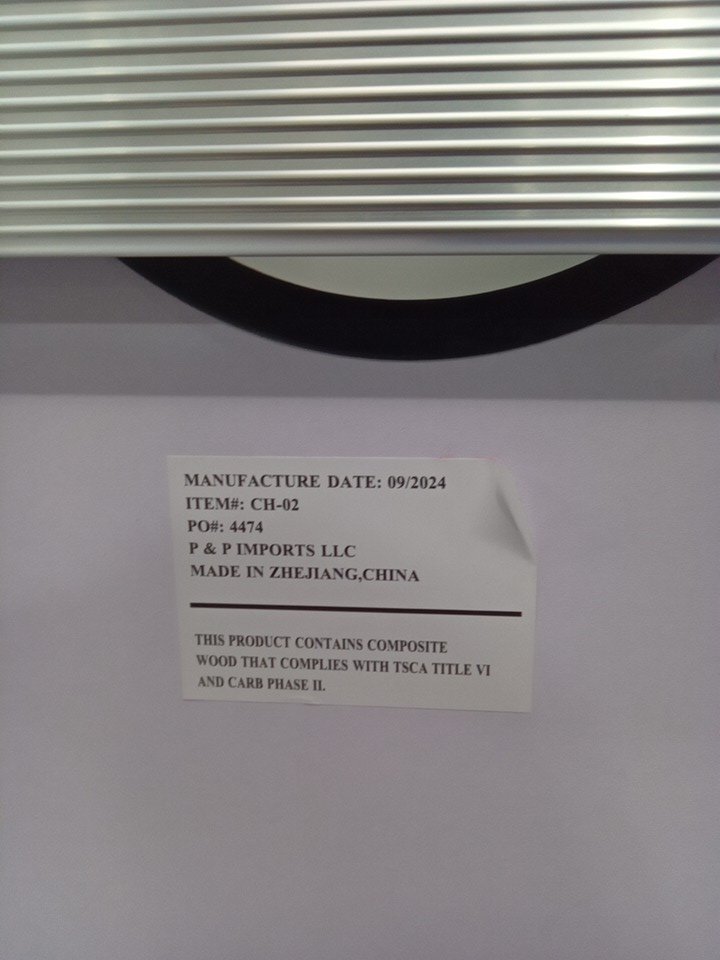 MANUFACTURE DATE: 09/2024
ITEM#: CH-02
PO#: 4474
P & P IMPORTS LLC
MADE IN ZHEJIANG,CHINA
THIS PRODUCT CONTAINS COMPOSITE
WOOD THAT COMPLIES WITH TSCA TITLE VI
AND CARB PHASE II.